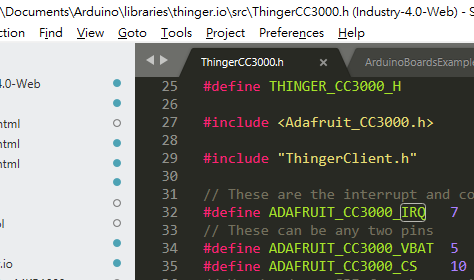 \Documents\Arduino\libraries\thinger.io\src\ThingerCC3000.h (Industry-4.0-Web) - S
ction Find View Goto Tools Project Preferences Help
ThingerCC3000.h ArduinoBoardsExample
4.0-Web
html
html
html
ol
.io
25 #define THINGER_CC3000_H
26
27 #include <Adafruit_CC3000.h>
28
29 #include "ThingerClient.h"
30
31 // These are the interrupt and co
32 #define ADAFRUIT_CC3000_IRQ 7
33 // These can be any two pins
34 #define ADAFRUIT_CC3000_VBAT 5
35 #define ADAFRUIT_CC3000_CS 10